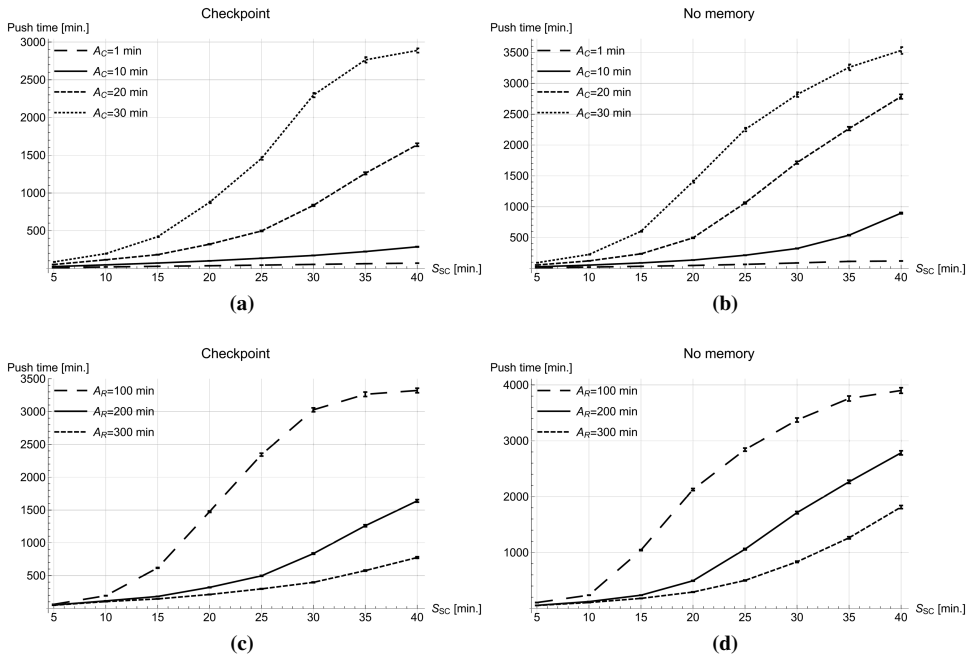 Checkpoint
Push time [min.]
3000
2500
2000
1500
1000
500
A_C=1 min
A_C=10 min
A_C=20 min
A_C=30 min
5 10 15 20 25 30 35 40
S_SC [min.]
(a)
No memory
Push time [min.]
3500
3000
2500
2000
1500
1000
500
A_C=1 min
A_C=10 min
A_C=20 min
A_C=30 min
5 10 15 20 25 30 35 40
S_SC [min.]
(b)
Checkpoint
Push time [min.]
3500
3000
2500
2000
1500
1000
500
A_R=100 min
A_R=200 min
A_R=300 min
5 10 15 20 25 30 35 40
S_SC [min.]
(c)
No memory
Push time [min.]
4000
3000
2000
1000
A_R=100 min
A_R=200 min
A_R=300 min
5 10 15 20 25 30 35 40
S_SC [min.]
(d)